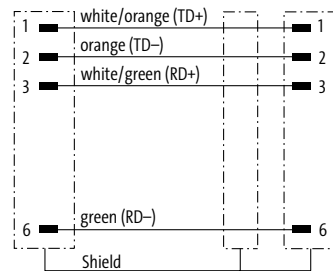 1 white/orange (TD+) 1
2 orange (TD–) 2
3 white/green (RD+) 3
6 green (RD–) 6
Shield